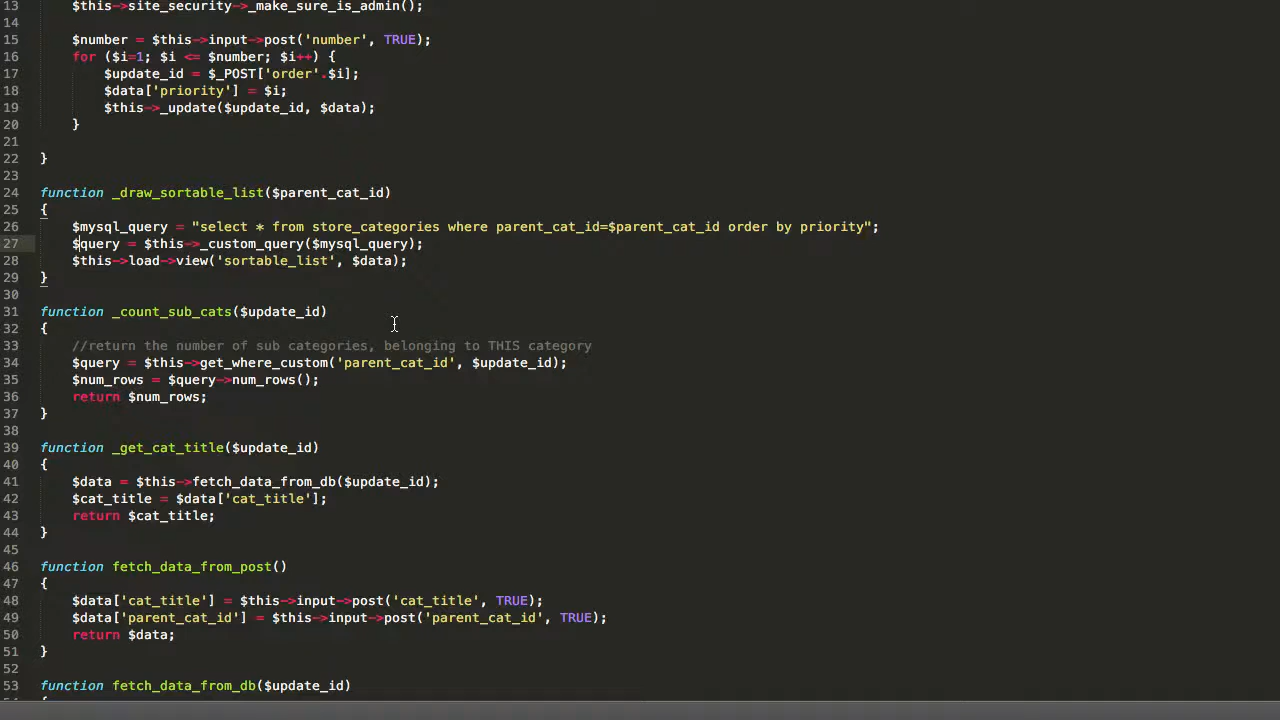 13 $this->site_security->_make_sure_is_admin();
14
15 $number = $this->input->post('number', TRUE);
16 for ($i=1; $i <= $number; $i++) {
17 $update_id = $_POST['order'.$i];
18 $data['priority'] = $i;
19 $this->_update($update_id, $data);
20 }
21
22 }
23
24 function _draw_sortable_list($parent_cat_id)
25 {
26 $mysql_query = "select * from store_categories where parent_cat_id=$parent_cat_id order by priority";
27 $query = $this->_custom_query($mysql_query);
28 $this->load->view('sortable_list', $data);
29 }
30
31 function _count_sub_cats($update_id)
32 {
33 //return the number of sub categories, belonging to THIS category
34 $query = $this->get_where_custom('parent_cat_id', $update_id);
35 $num_rows = $query->num_rows();
36 return $num_rows;
37 }
38
39 function _get_cat_title($update_id)
40 {
41 $data = $this->fetch_data_from_db($update_id);
42 $cat_title = $data['cat_title'];
43 return $cat_title;
44 }
45
46 function fetch_data_from_post()
47 {
48 $data['cat_title'] = $this->input->post('cat_title', TRUE);
49 $data['parent_cat_id'] = $this->input->post('parent_cat_id', TRUE);
50 return $data;
51 }
52
53 function fetch_data_from_db($update_id)